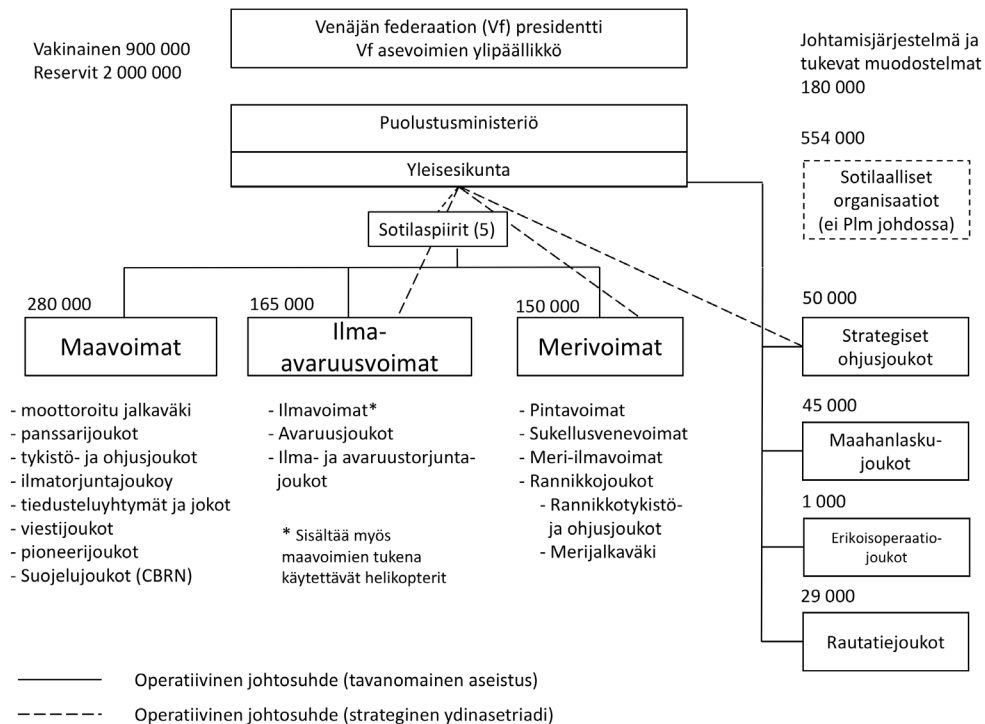 Vakinainen 900 000
Reservit 2 000 000
Venäjän federaation (Vf) presidentti
Vf asevoimien ylipäällikkö
Johtamisjärjestelmä ja
tukevat muodostelmat
180 000
Puolustusministeriö
Yleisesikunta
554 000
Sotilaalliset
organisaatiot
(ei Plm johdossa)
Sotilaspiirit (5)
280 000
Maavoimat
- moottoroitu jalkaväki
- panssarijoukot
- tykistö- ja ohjusjoukot
- ilmatorjuntajoukoy
- tiedusteluyhtymät ja jokot
- viestijoukot
- pioneerijoukot
- Suojelujoukot (CBRN)
165 000
Ilma-
avaruusvoimat
- Ilmavoimat*
- Avaruusjoukot
- Ilma- ja avaruustorjunta-
joukot
* Sisältää myös
maavoimien tukena
käytettävät helikopterit
150 000
Merivoimat
- Pintavoimat
- Sukellusvenevoimat
- Meri-ilmavoimat
- Rannikkojoukot
- Rannikkotykistö-
ja ohjusjoukot
- Merijalkaväki
50 000
Strategiset
ohjusjoukot
45 000
Maahanlasku-
joukot
1 000
Erikoisoperaatio-
joukot
29 000
Rautatiejoukot
Operatiivinen johtosuhde (tavanomainen aseistus)
Operatiivinen johtosuhde (strateginen ydinasetriadi)